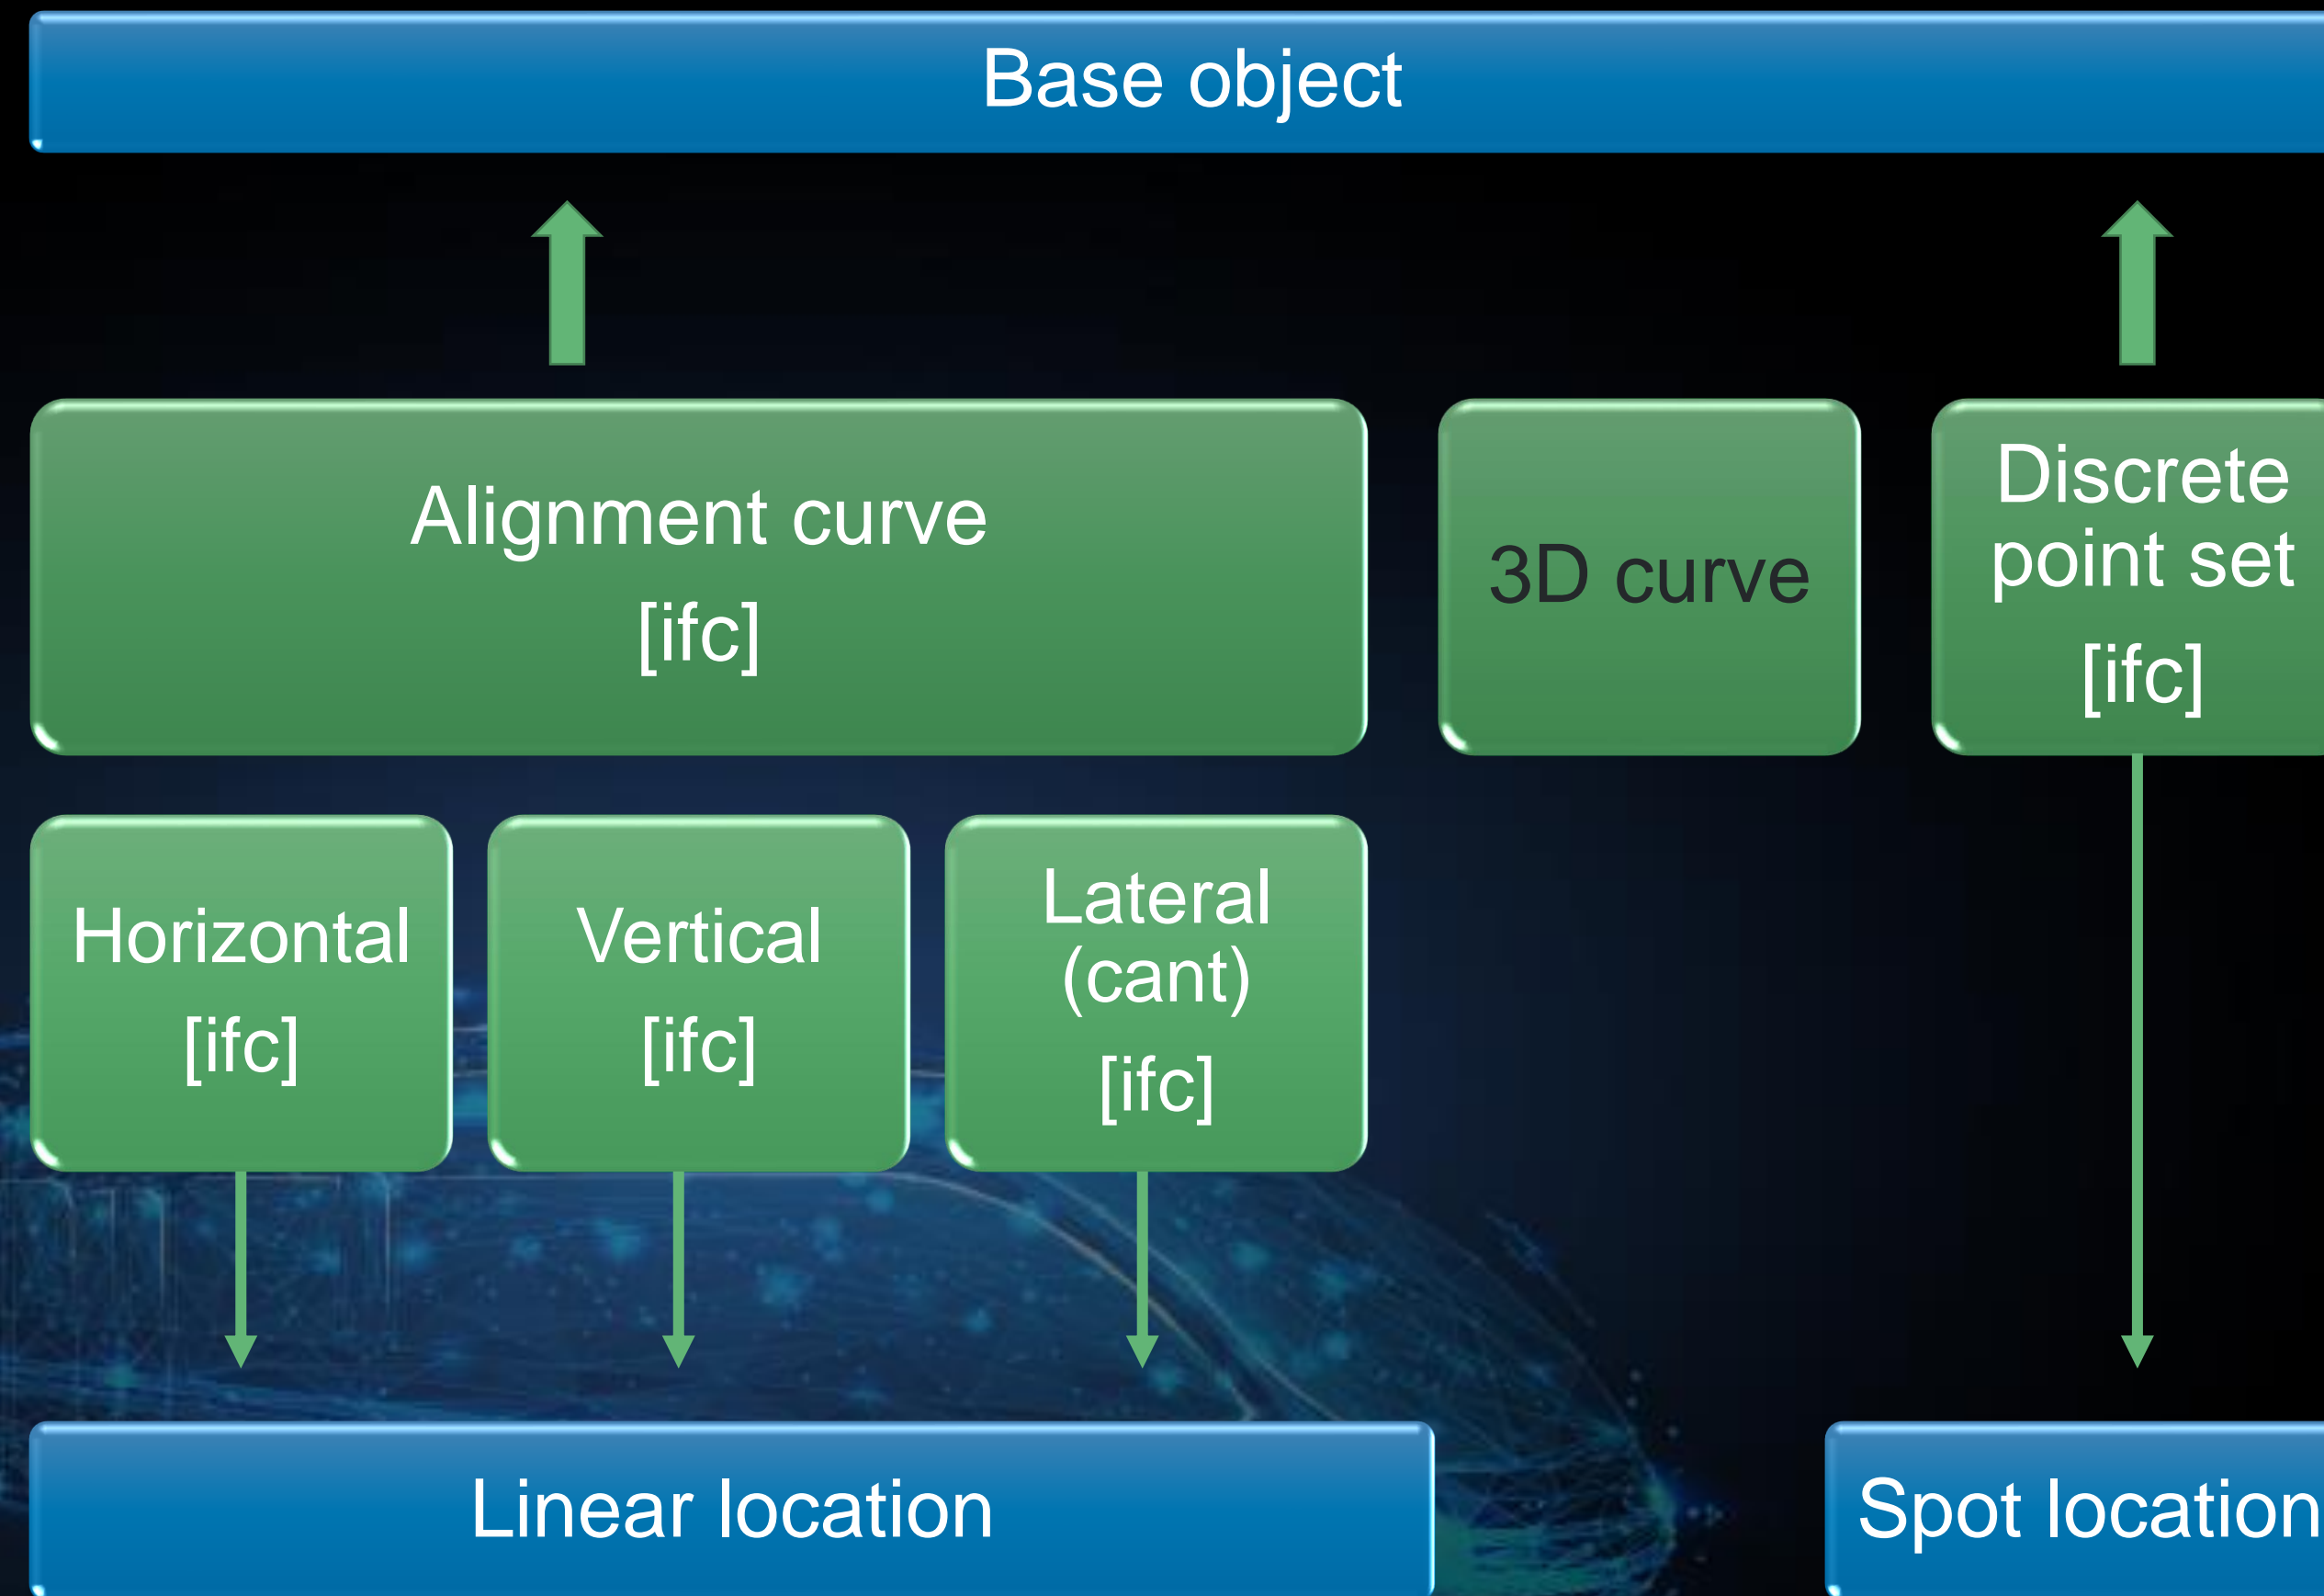 Base object
Alignment curve
[ifc]
3D curve
Discrete
point set
[ifc]
Horizontal
[ifc]
Vertical
[ifc]
Lateral
(cant)
[ifc]
Linear location
Spot location